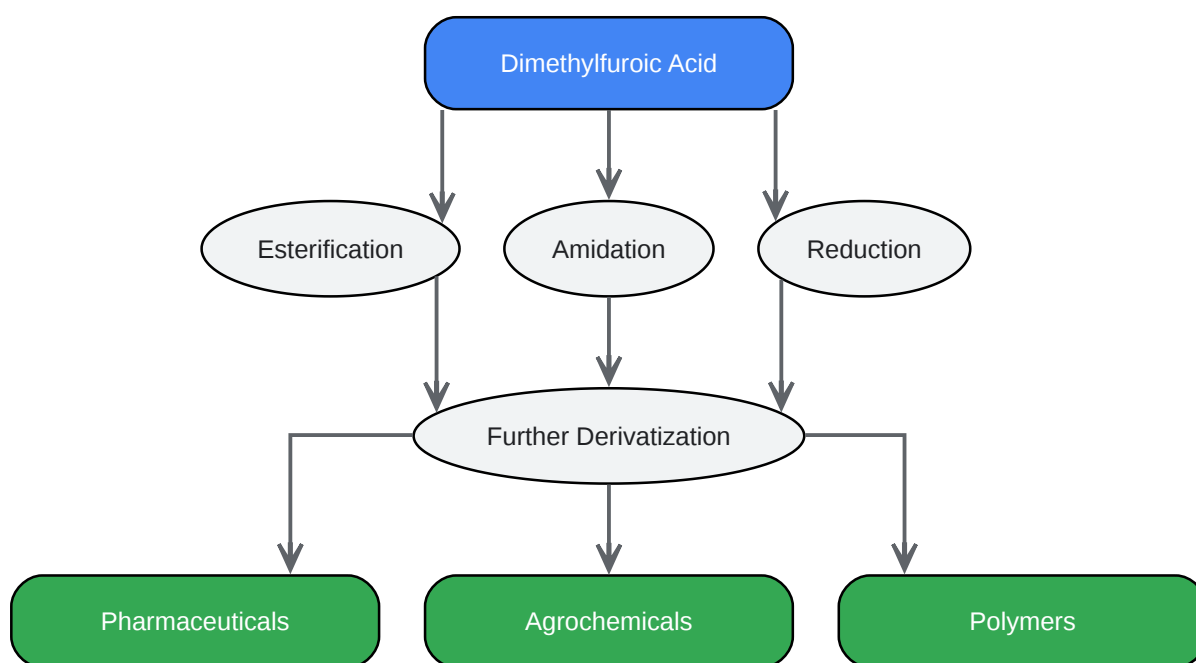 Dimethylfuroic Acid
Esterification
Amidation
Reduction
Further Derivatization
Pharmaceuticals
Agrochemicals
Polymers